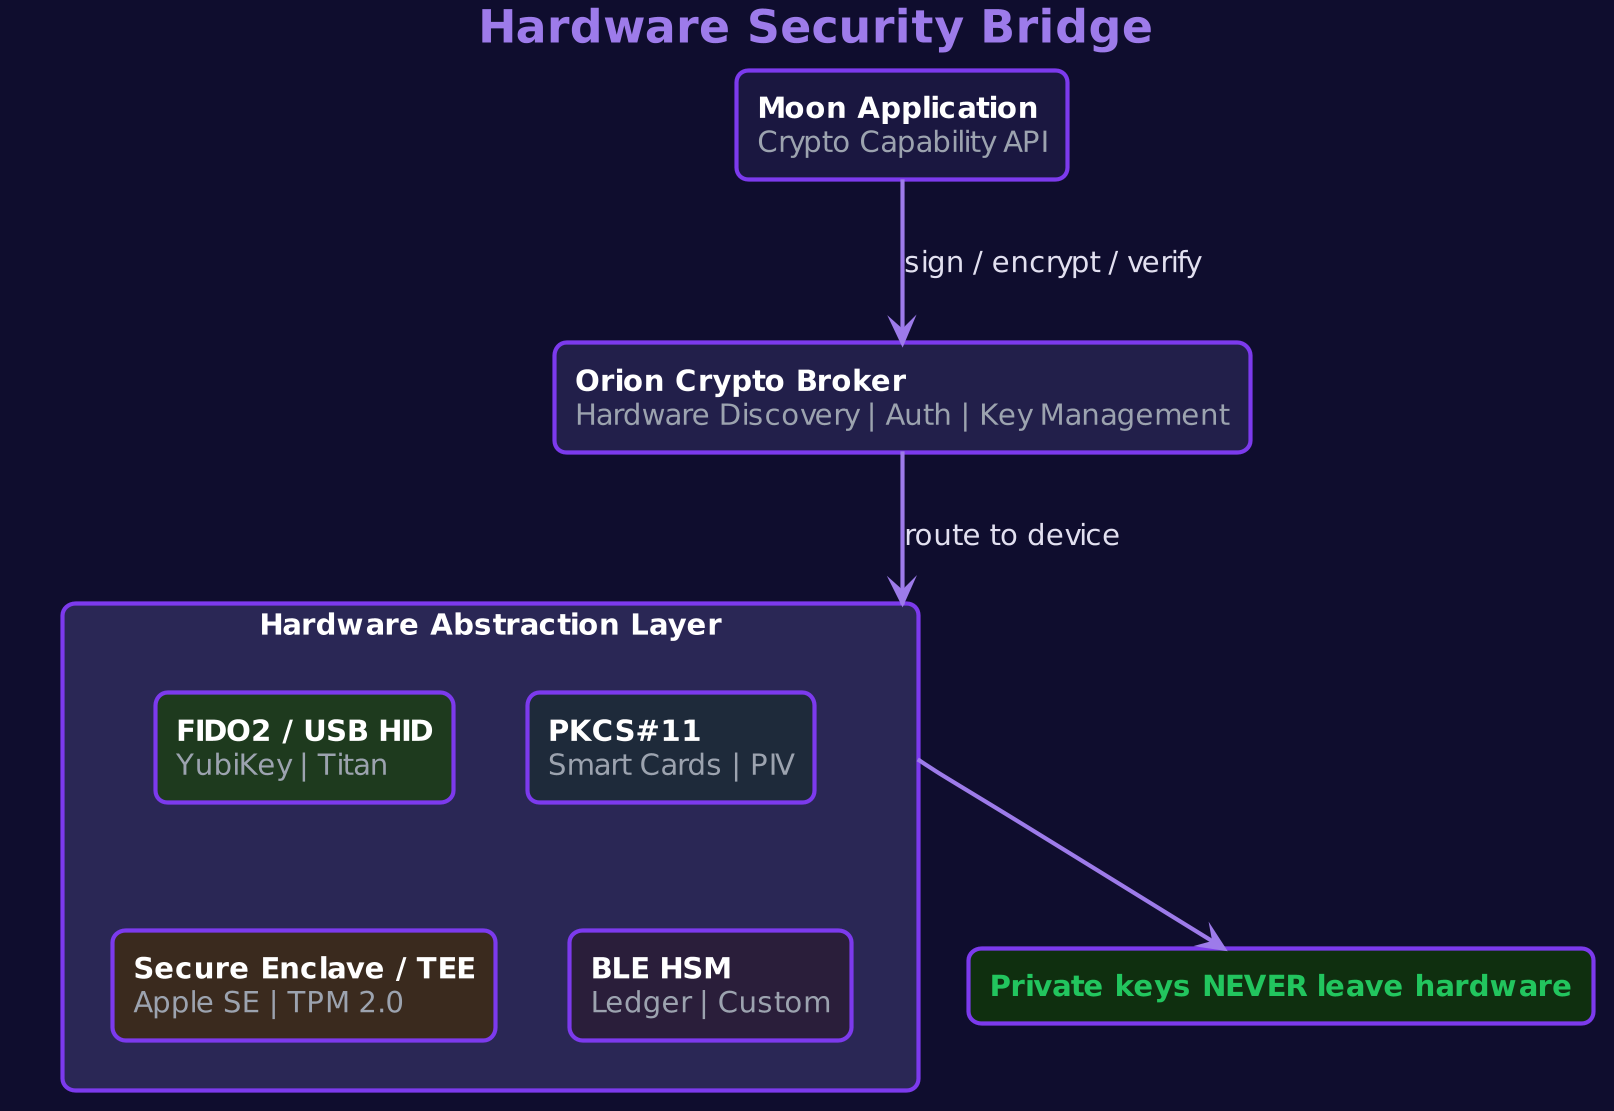 Hardware Security Bridge
Moon Application
Crypto Capability API
sign / encrypt / verify
Orion Crypto Broker
Hardware Discovery | Auth | Key Management
route to device
Hardware Abstraction Layer
FIDO2 / USB HID
YubiKey | Titan
PKCS#11
Smart Cards | PIV
Secure Enclave / TEE
Apple SE | TPM 2.0
BLE HSM
Ledger | Custom
Private keys NEVER leave hardware